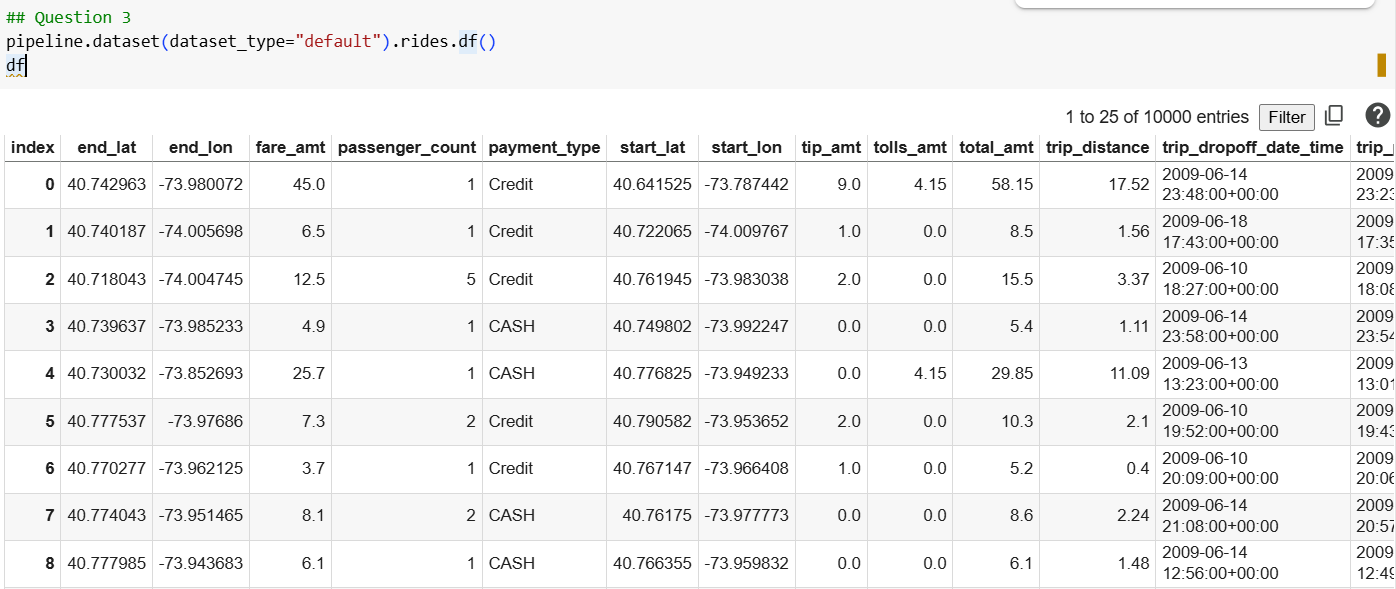 ## Question 3
pipeline.dataset(dataset_type="default").rides.df()
df
1 to 25 of 10000 entries Filter
index end_lat end_lon fare_amt passenger_count payment_type start_lat start_lon tip_amt tolls_amt total_amt trip_distance trip_dropoff_date_time trip_
0 40.742963 -73.980072 45.0 1 Credit 40.641525 -73.787442 9.0 4.15 58.15 17.52 2009-06-14 2009
23:48:00+00:00 23:23
1 40.740187 -74.005698 6.5 1 Credit 40.722065 -74.009767 1.0 0.0 8.5 1.56 2009-06-18 2009
17:43:00+00:00 17:35
2 40.718043 -74.004745 12.5 5 Credit 40.761945 -73.983038 2.0 0.0 15.5 3.37 2009-06-10 2009
18:27:00+00:00 18:08
3 40.739637 -73.985233 4.9 1 CASH 40.749802 -73.992247 0.0 0.0 5.4 1.11 2009-06-14 2009
23:58:00+00:00 23:54
4 40.730032 -73.852693 25.7 1 CASH 40.776825 -73.949233 0.0 4.15 29.85 11.09 2009-06-13 2009
13:23:00+00:00 13:01
5 40.777537 -73.97686 7.3 2 Credit 40.790582 -73.953652 2.0 0.0 10.3 2.1 2009-06-10 2009
19:52:00+00:00 19:43
6 40.770277 -73.962125 3.7 1 Credit 40.767147 -73.966408 1.0 0.0 5.2 0.4 2009-06-10 2009
20:09:00+00:00 20:06
7 40.774043 -73.951465 8.1 2 CASH 40.76175 -73.977773 0.0 0.0 8.6 2.24 2009-06-14 2009
21:08:00+00:00 20:57
8 40.777985 -73.943683 6.1 1 CASH 40.766355 -73.959832 0.0 0.0 6.1 1.48 2009-06-14 2009
12:56:00+00:00 12:49